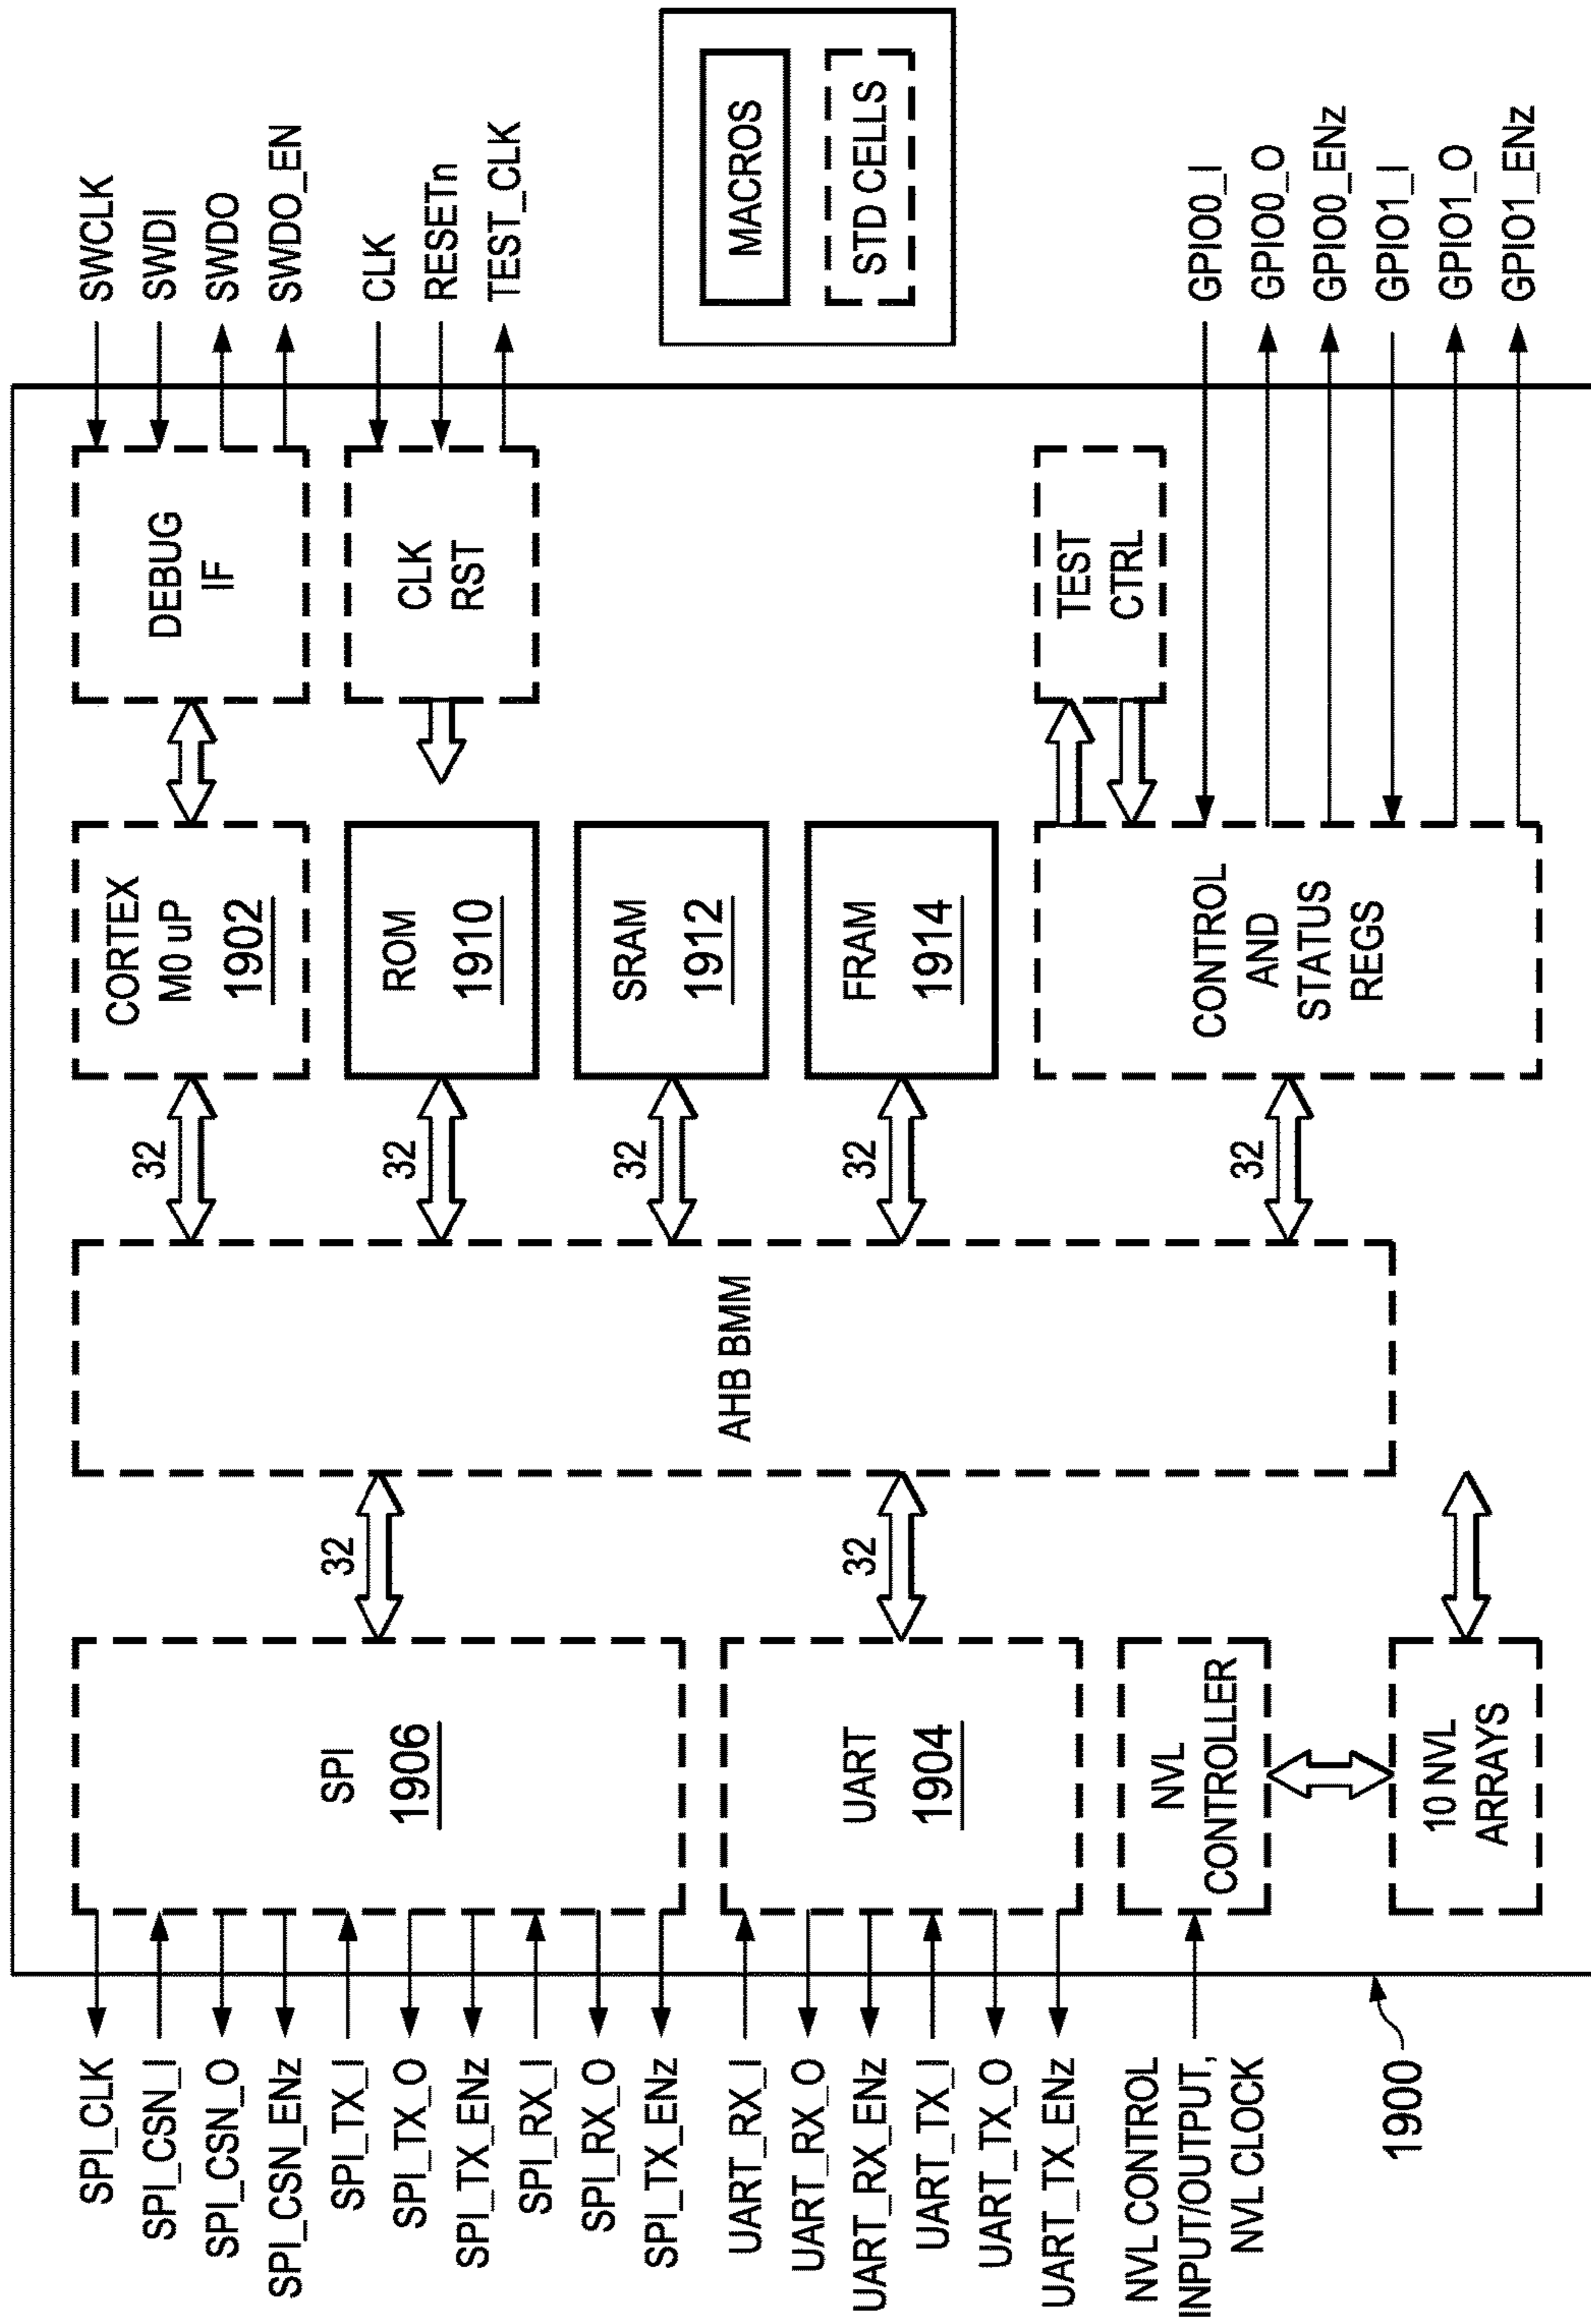 SPI_CLK
SPI_CSN_I
SPI_CSN_O
SPI_CSN_ENz
SPI_TX_I
SPI_TX_O
SPI_TX_ENz
SPI_RX_I
SPI_RX_O
SPI_TX_ENz
UART_RX_I
UART_RX_O
UART_RX_ENz
UART_TX_I
UART_TX_O
UART_TX_ENz
NVL CONTROL
INPUT/OUTPUT,
NVL CLOCK
1900
SPI
1906
UART
1904
NVL
CONTROLLER
10 NVL
ARRAYS
32
32
AHB BMM
32
32
32
32
32
CORTEX
M0 uP
1902
ROM
1910
SRAM
1912
FRAM
1914
CONTROL
AND
STATUS
REGS
DEBUG
IF
CLK
RST
TEST
CTRL
SWCLK
SWDI
SWDO
SWDO_EN
CLK
RESETn
TEST_CLK
MACROS
STD CELLS
GPIO0_I
GPIO0_O
GPIO0_ENz
GPIO1_I
GPIO1_O
GPIO1_ENz